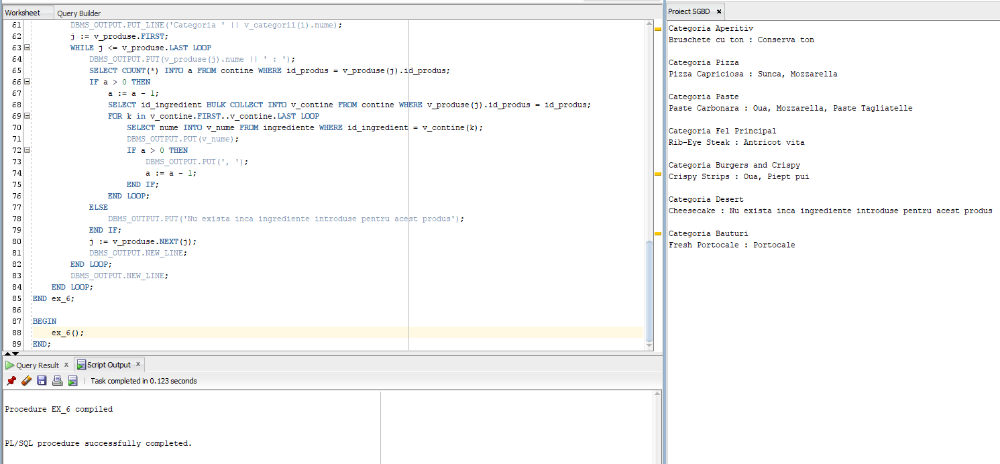 Worksheet Query Builder
61 DBMS_OUTPUT.PUT_LINE('Categoria ' || v_categorii(i).nume);
62 j := v_produse.FIRST;
63 WHILE j <= v_produse.LAST LOOP
64 DBMS_OUTPUT.PUT(v_produse(j).nume || ' : ');
65 SELECT COUNT(*) INTO a FROM contine WHERE id_produs = v_produse(j).id_produs;
66 IF a > 0 THEN
67 a := a - 1;
68 SELECT id_ingredient BULK COLLECT INTO v_contine FROM contine WHERE v_produse(j).id_produs = id_produs;
69 FOR k in v_contine.FIRST..v_contine.LAST LOOP
70 SELECT nume INTO v_nume FROM ingrediente WHERE id_ingredient = v_contine(k);
71 DBMS_OUTPUT.PUT(v_nume);
72 IF a > 0 THEN
73 DBMS_OUTPUT.PUT(', ');
74 a := a - 1;
75 END IF;
76 END LOOP;
77 ELSE
78 DBMS_OUTPUT.PUT('Nu exista inca ingrediente introduse pentru acest produs');
79 END IF;
80 j := v_produse.NEXT(j);
81 DBMS_OUTPUT.NEW_LINE;
82 END LOOP;
83 DBMS_OUTPUT.NEW_LINE;
84 END LOOP;
85 END ex_6;
86
87 BEGIN
88 ex_6();
89 END;
Query Result x Script Output x
Task completed in 0.123 seconds
Procedure EX_6 compiled
PL/SQL procedure successfully completed.
Proiect SGBD x
Categoria Aperitiv
Bruschete cu ton : Conserva ton
Categoria Pizza
Pizza Capriciosa : Sunca, Mozzarella
Categoria Paste
Paste Carbonara : Oua, Mozzarella, Paste Tagliatelle
Categoria Fel Principal
Rib-Eye Steak : Antricot vita
Categoria Burgers and Crispy
Crispy Strips : Oua, Piept pui
Categoria Desert
Cheesecake : Nu exista inca ingrediente introduse pentru acest produs
Categoria Bauturi
Fresh Portocale : Portocale